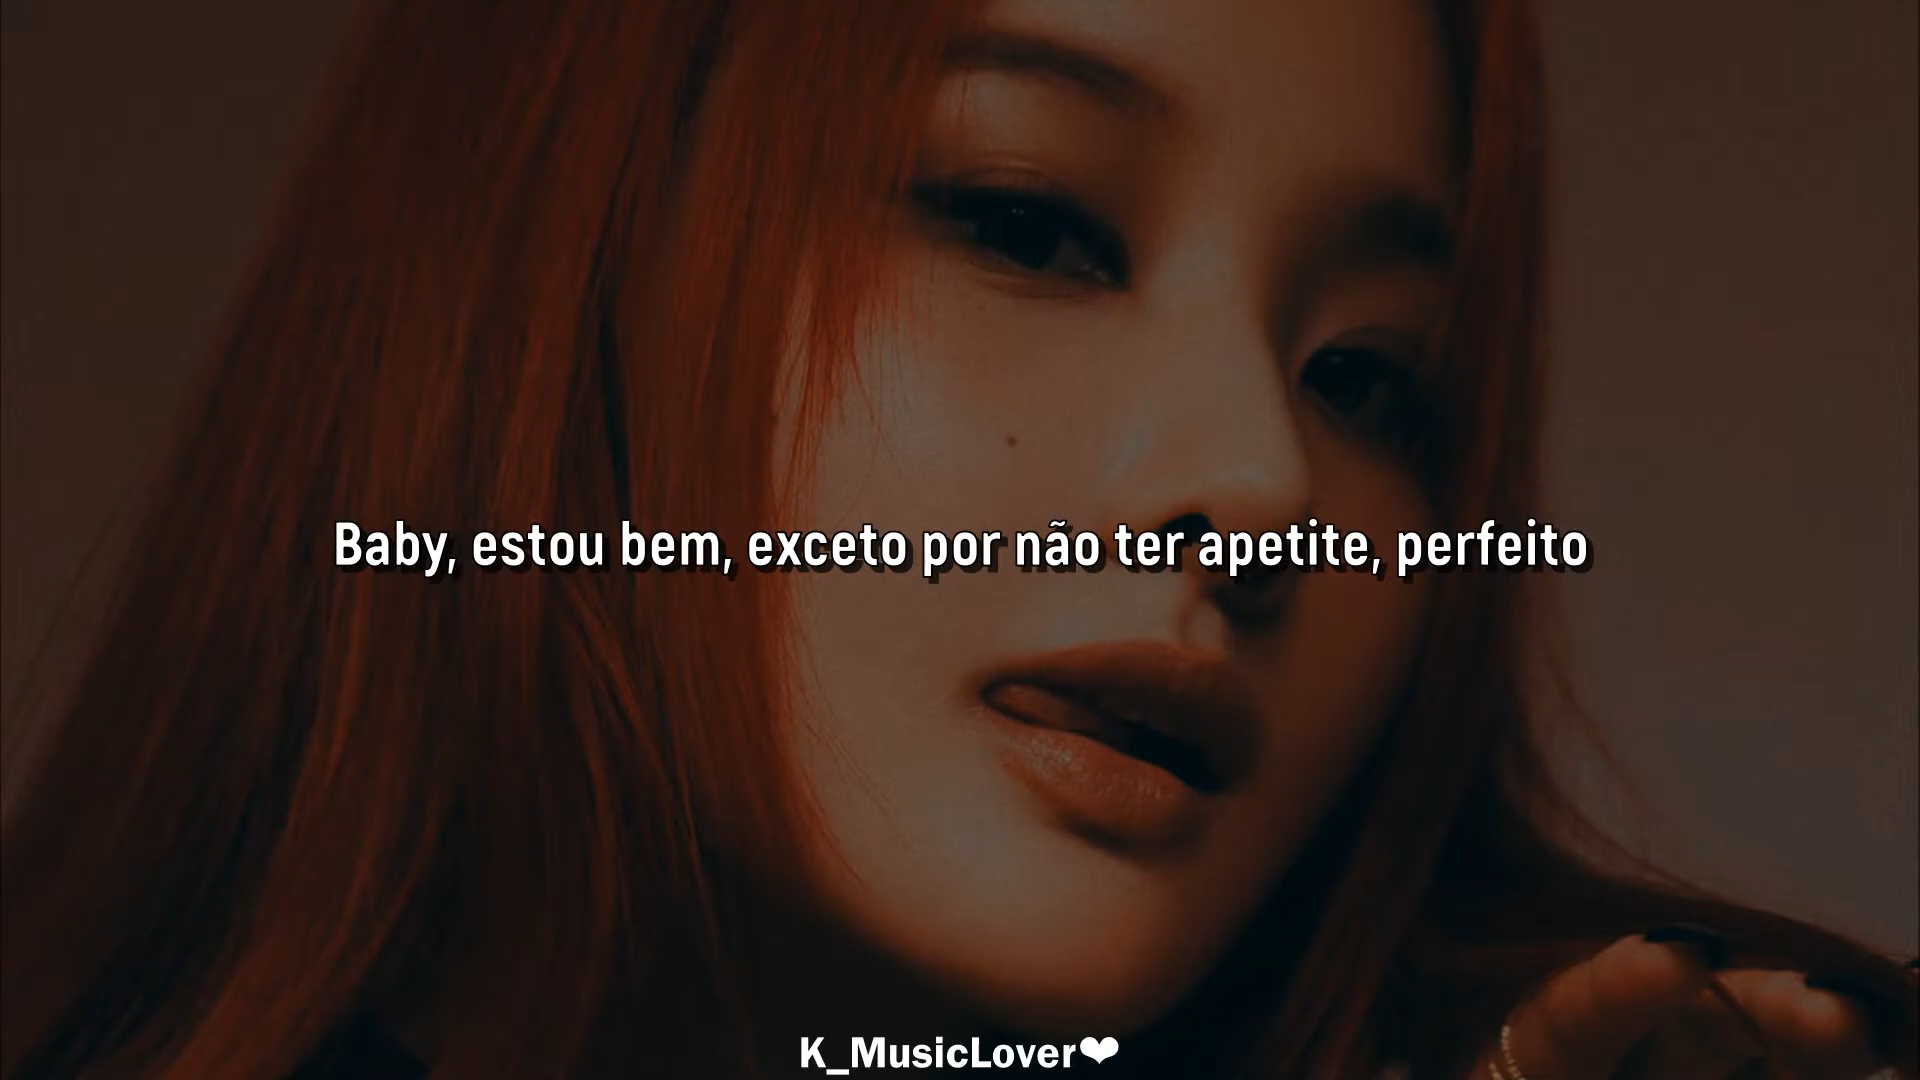 Baby, estou bem, exceto por não ter apetite, perfeito
K_MusicLover❤